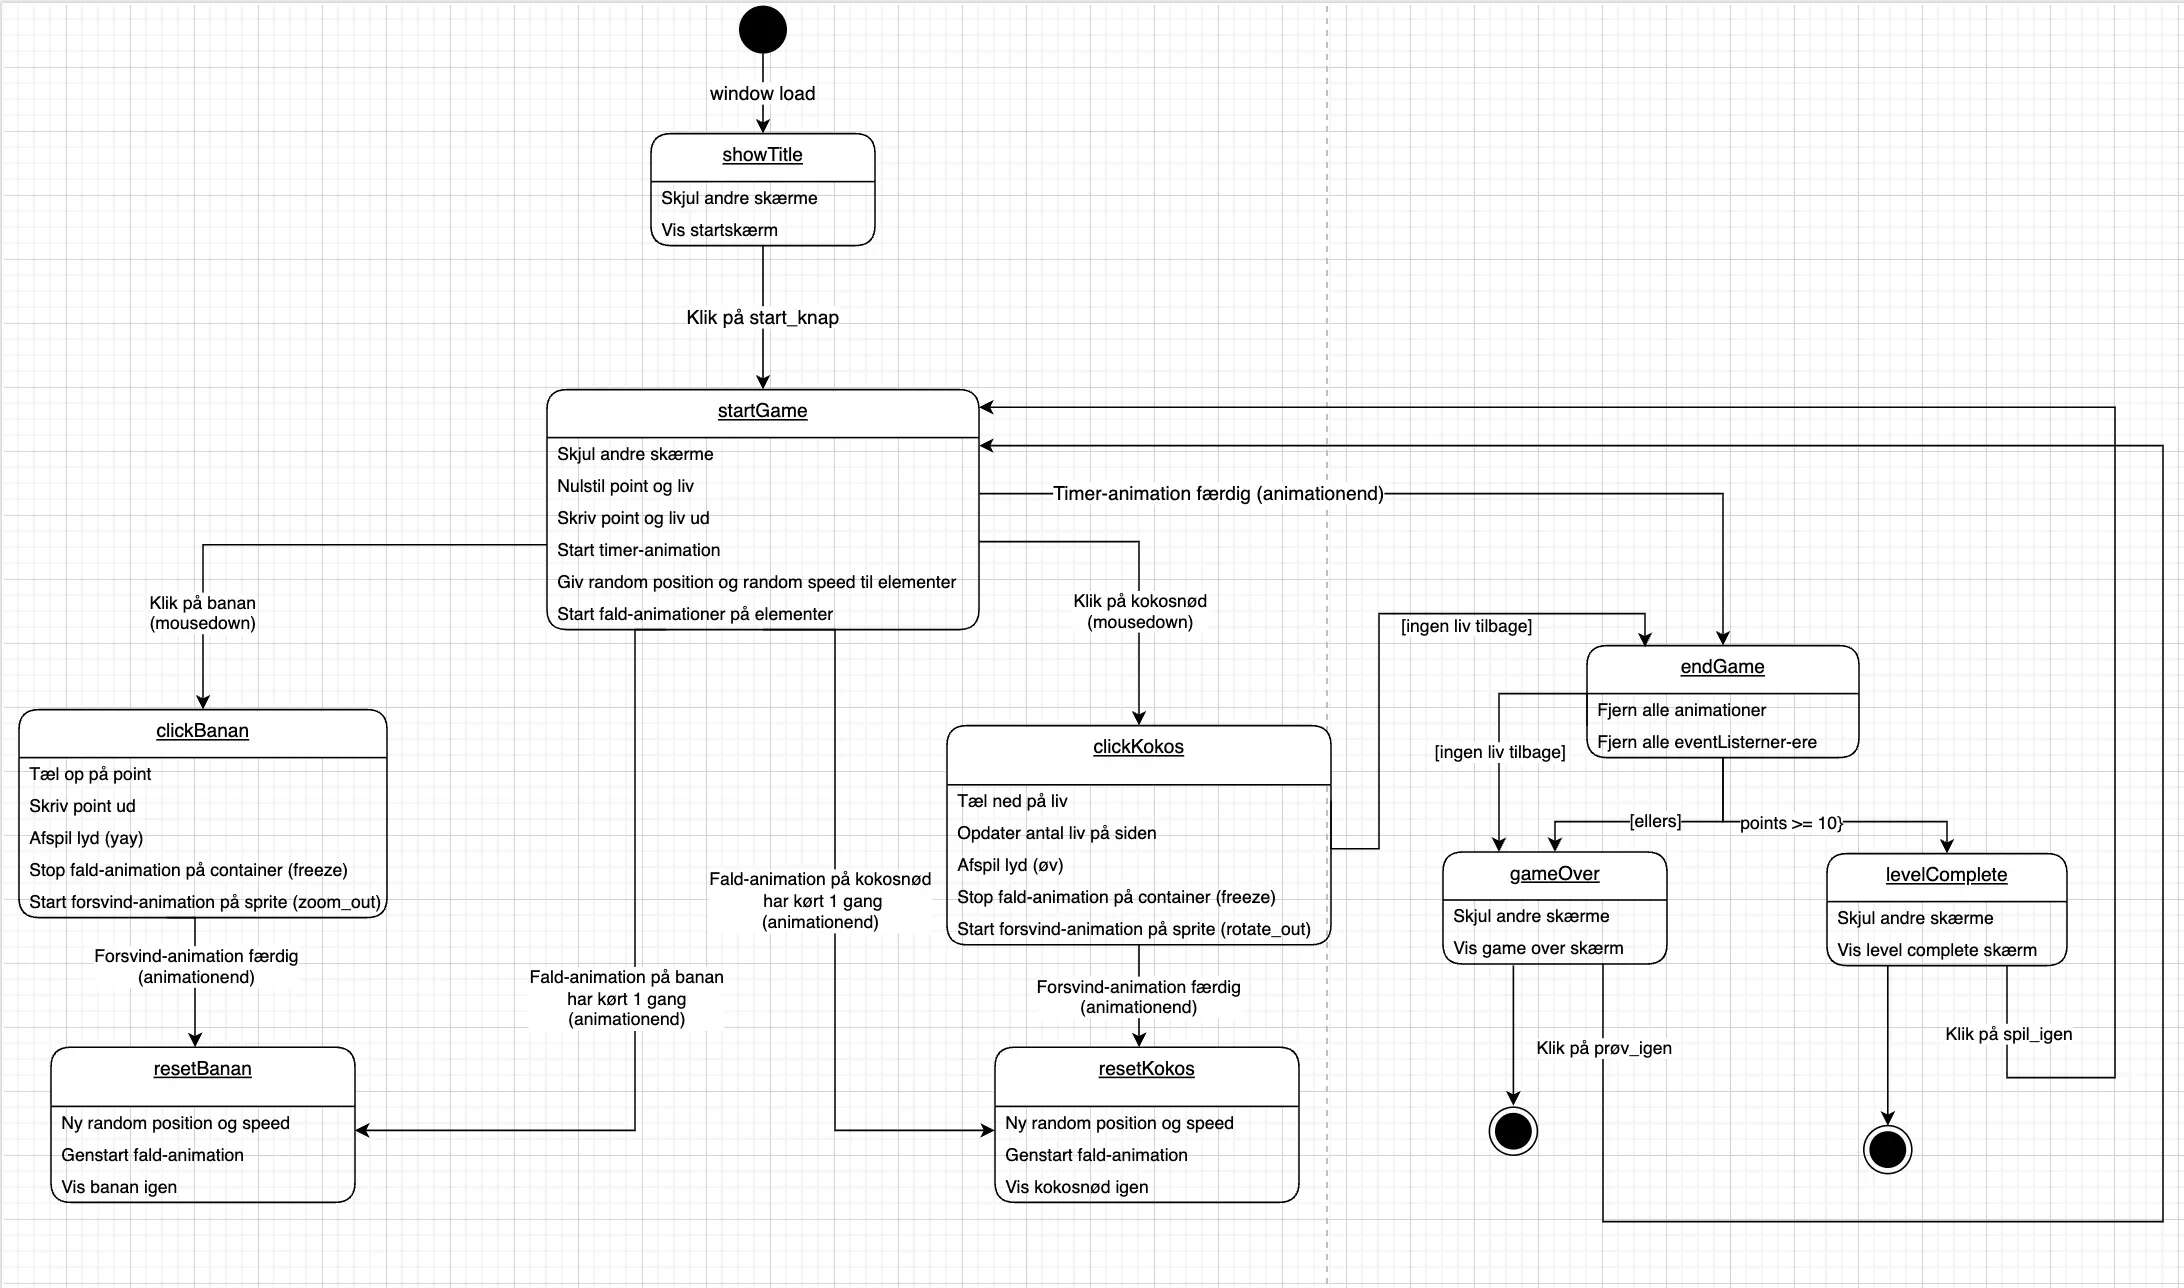 window load
showTitle
Skjul andre skærme
Vis startskærm
Klik på start_knap
startGame
Skjul andre skærme
Nulstil point og liv
Skriv point og liv ud
Start timer-animation
Giv random position og random speed til elementer
Start fald-animationer på elementer
Timer-animation færdig (animationend)
Klik på banan
(mousedown)
Klik på kokosnød
(mousedown)
[ingen liv tilbage]
endGame
Fjern alle animationer
Fjern alle eventListerner-ere
[ingen liv tilbage]
[ellers]
points >= 10}
clickBanan
Tæl op på point
Skriv point ud
Afspil lyd (yay)
Stop fald-animation på container (freeze)
Start forsvind-animation på sprite (zoom_out)
clickKokos
Tæl ned på liv
Opdater antal liv på siden
Afspil lyd (øv)
Stop fald-animation på container (freeze)
Start forsvind-animation på sprite (rotate_out)
gameOver
Skjul andre skærme
Vis game over skærm
levelComplete
Skjul andre skærme
Vis level complete skærm
Fald-animation på kokosnød
har kørt 1 gang
(animationend)
Forsvind-animation færdig
(animationend)
Fald-animation på banan
har kørt 1 gang
(animationend)
Forsvind-animation færdig
(animationend)
Klik på prøv_igen
Klik på spil_igen
resetBanan
Ny random position og speed
Genstart fald-animation
Vis banan igen
resetKokos
Ny random position og speed
Genstart fald-animation
Vis kokosnød igen